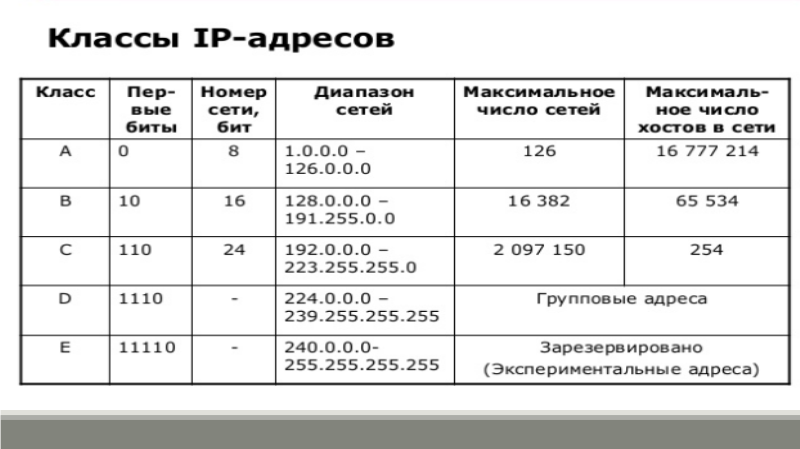 Классы IP-адресов
Класс
Пер-
вые
биты
Номер
сети,
бит
Диапазон
сетей
Максимальное
число сетей
Максималь-
ное число
хостов в сети
A
0
8
1.0.0.0 –
126.0.0.0
126
16 777 214
B
10
16
128.0.0.0 –
191.255.0.0
16 382
65 534
C
110
24
192.0.0.0 –
223.255.255.0
2 097 150
254
D
1110
-
224.0.0.0 –
239.255.255.255
Групповые адреса
E
11110
-
240.0.0.0-
255.255.255.255
Зарезервировано
(Экспериментальные адреса)